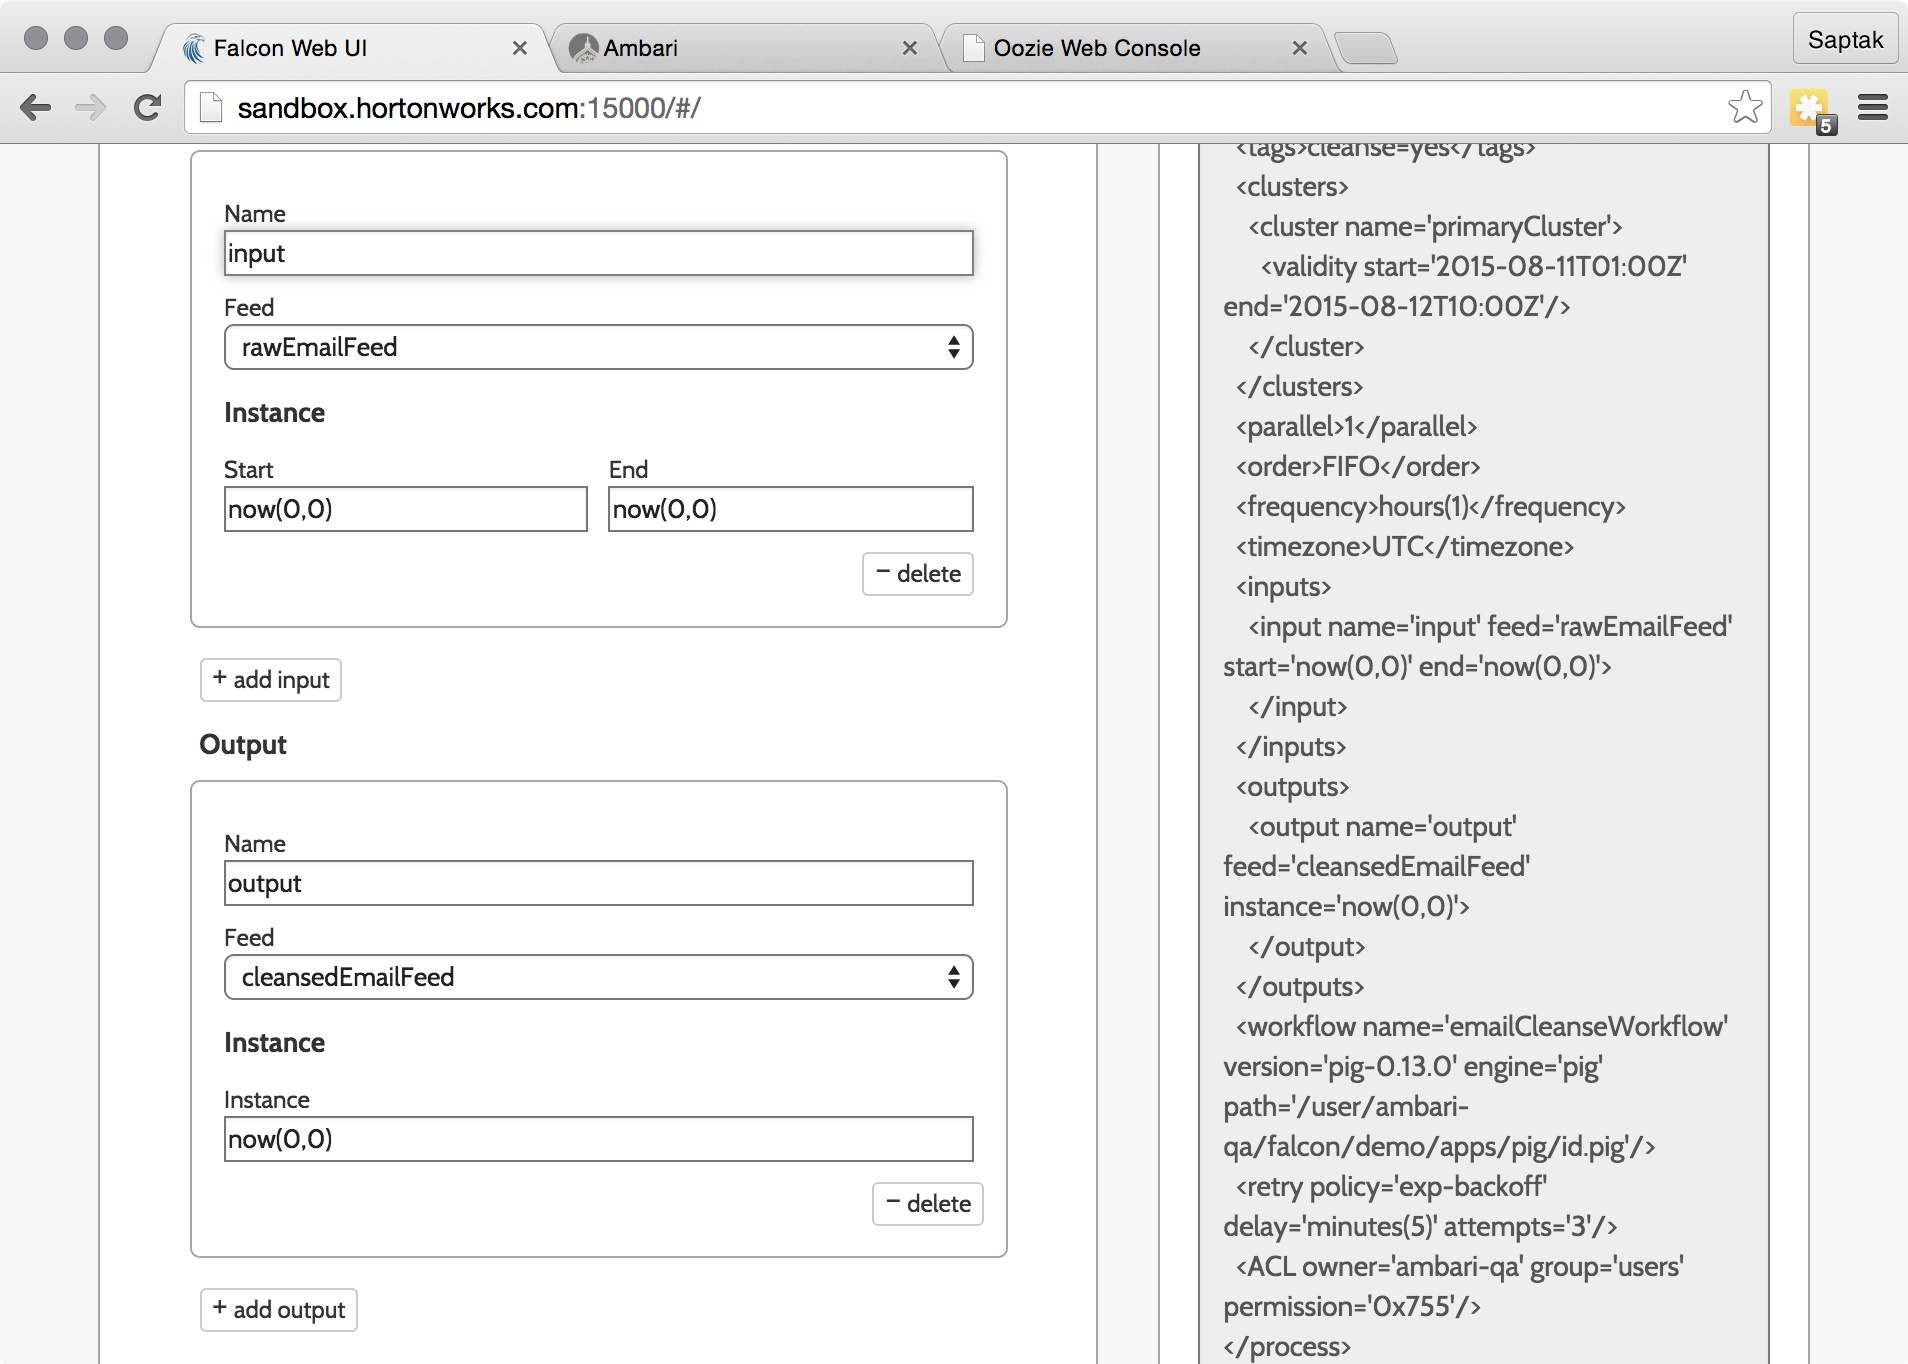 Falcon Web UI
Ambari
Oozie Web Console
Saptak
sandbox.hortonworks.com:15000/#/
5
Name
input
Feed
rawEmailFeed
Instance
Start
End
now(0,0)
now(0,0)
− delete
+ add input
Output
Name
output
Feed
cleansedEmailFeed
Instance
Instance
now(0,0)
− delete
+ add output
<tags>cleanse=yes</tags>
<clusters>
<cluster name='primaryCluster'>
<validity start='2015-08-11T01:00Z'
end='2015-08-12T10:00Z'/>
</cluster>
</clusters>
<parallel>1</parallel>
<order>FIFO</order>
<frequency>hours(1)</frequency>
<timezone>UTC</timezone>
<inputs>
<input name='input' feed='rawEmailFeed'
start='now(0,0)' end='now(0,0)'>
</input>
</inputs>
<outputs>
<output name='output'
feed='cleansedEmailFeed'
instance='now(0,0)'>
</output>
</outputs>
<workflow name='emailCleanseWorkflow'
version='pig-0.13.0' engine='pig'
path='/user/ambari-
qa/falcon/demo/apps/pig/id.pig'/>
<retry policy='exp-backoff'
delay='minutes(5)' attempts='3'/>
<ACL owner='ambari-qa' group='users'
permission='0x755'/>
</process>